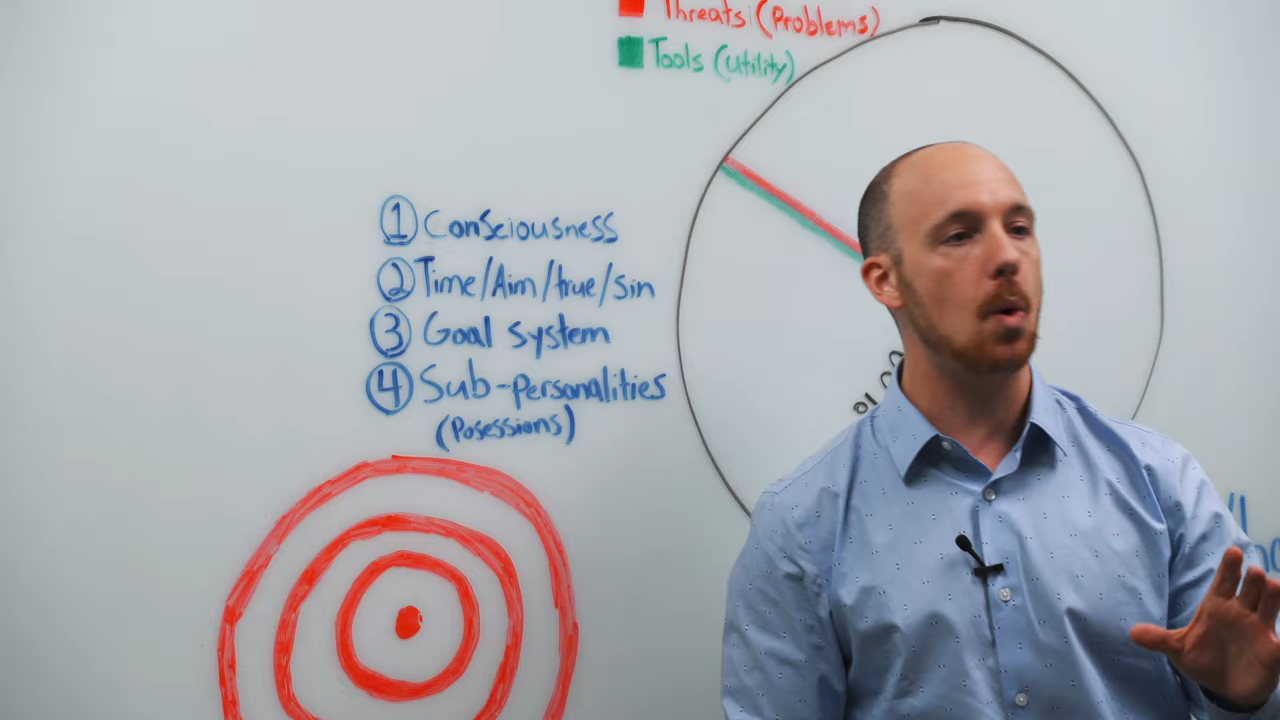 Threats (Problems)
Tools (Utility)
① Consciousness
② Time/Aim/true/sin
③ Goal system
④ Sub-personalities
(Posessions)